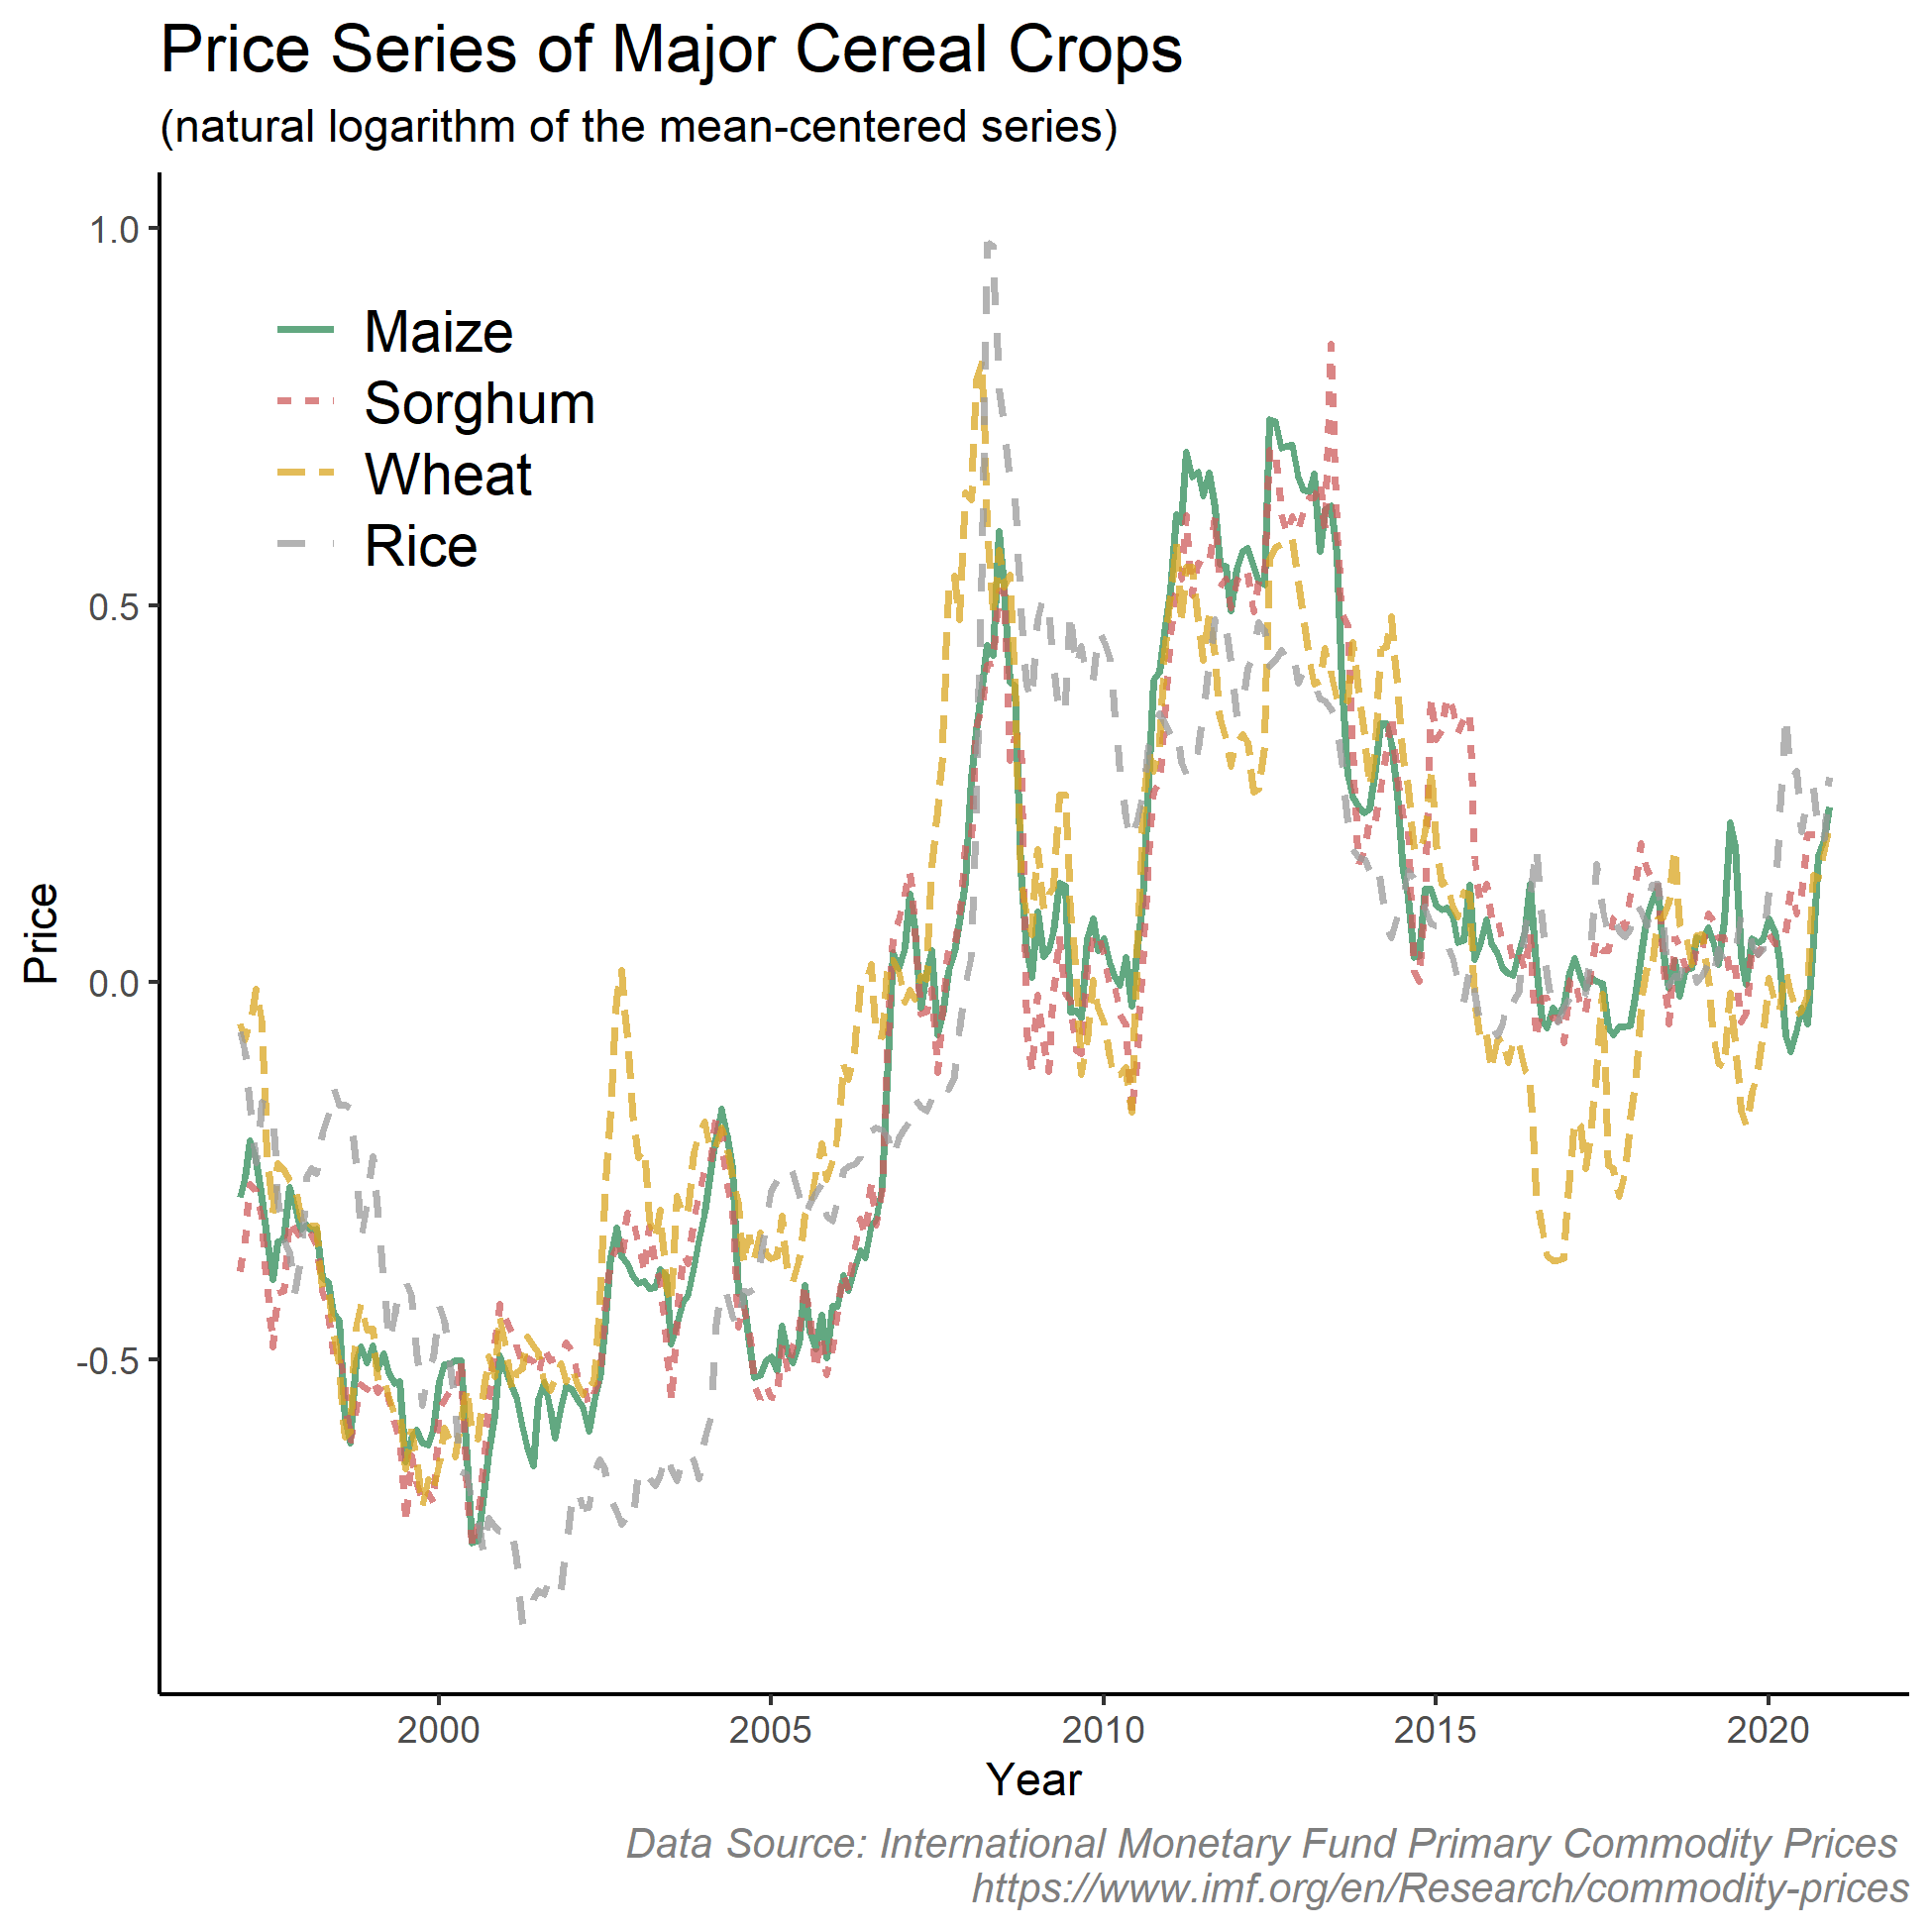 Price Series of Major Cereal Crops
(natural logarithm of the mean-centered series)
1.0
0.5
0.0
-0.5
Price
Maize
Sorghum
Wheat
Rice
2000
2005
2010
2015
2020
Year
Data Source: International Monetary Fund Primary Commodity Prices
https://www.imf.org/en/Research/commodity-prices